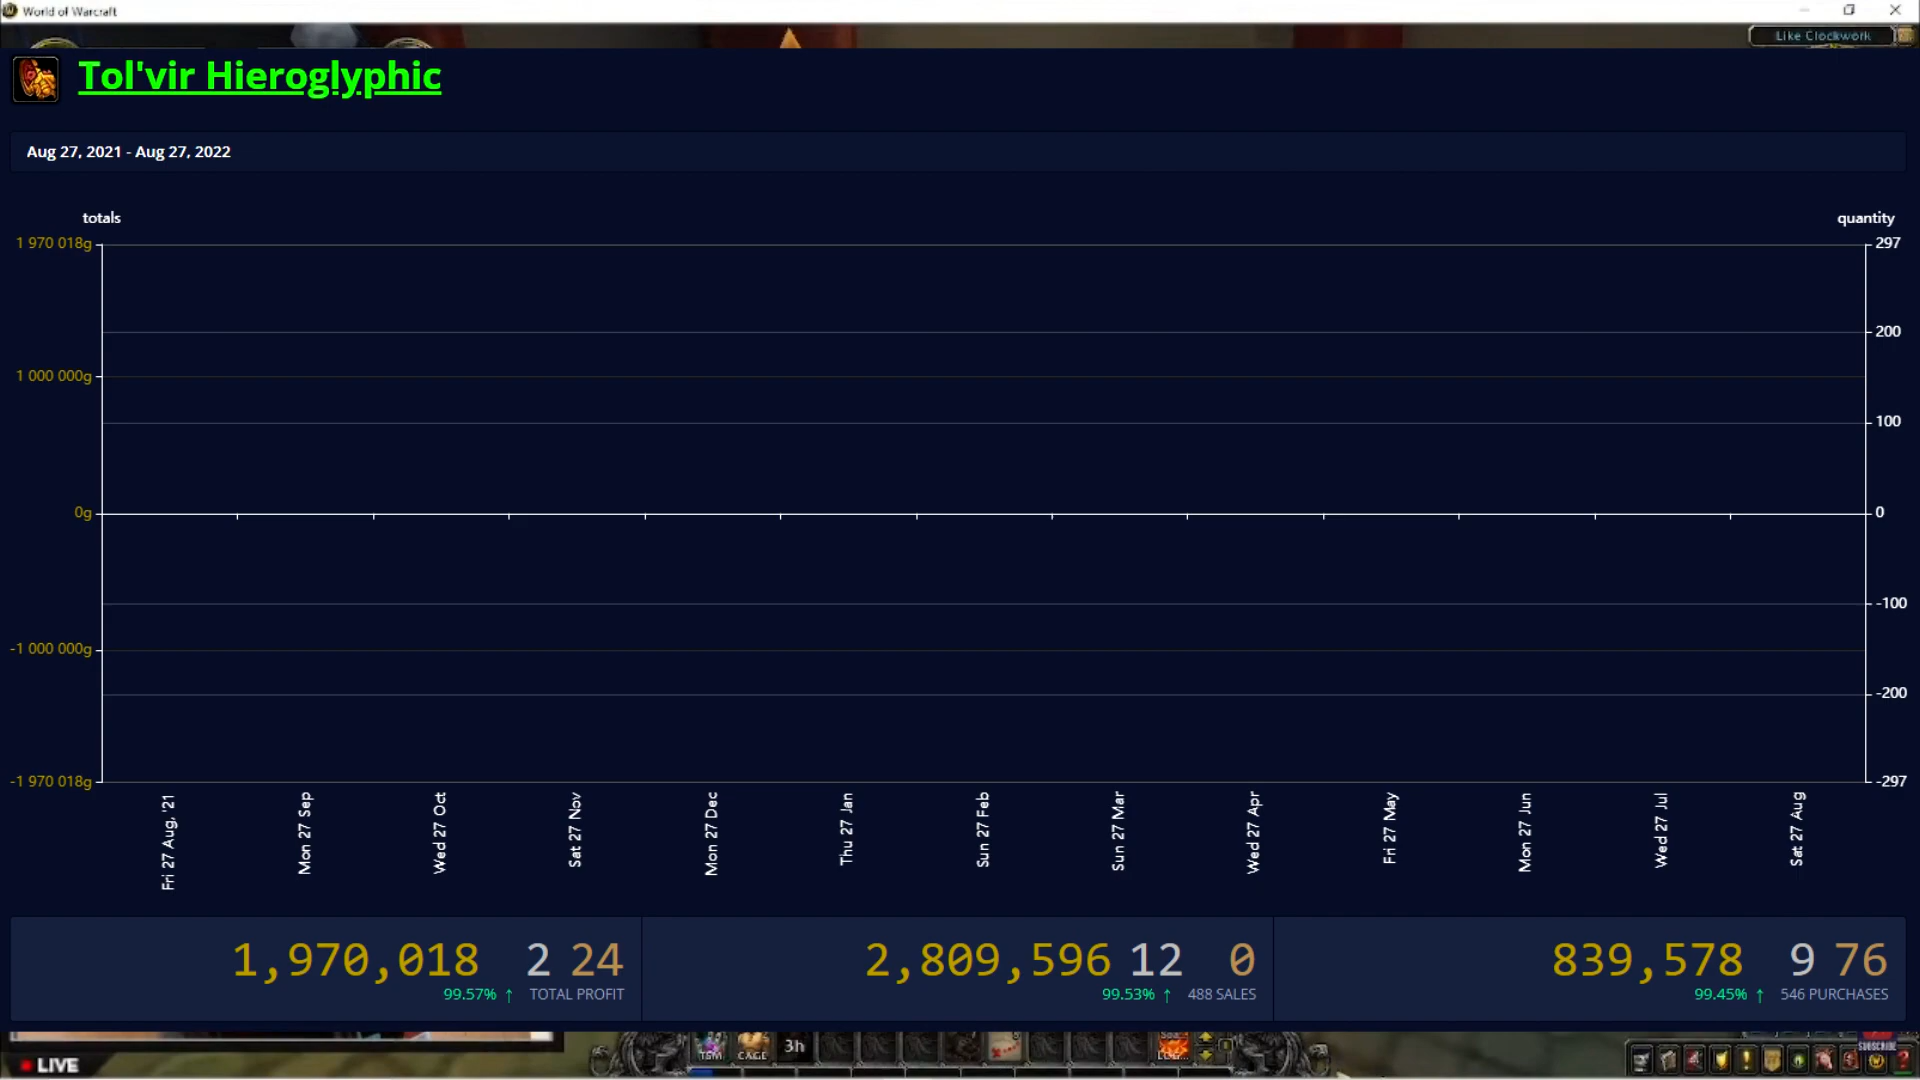 World of Warcraft
Like Clockwork
Tol'vir Hieroglyphic
Aug 27, 2021 - Aug 27, 2022
totals
quantity
1 970 018g
297
200
1 000 000g
100
0g
0
-100
-1 000 000g
-200
-1 970 018g
-297
Fri 27 Aug, '21
Mon 27 Sep
Wed 27 Oct
Sat 27 Nov
Mon 27 Dec
Thu 27 Jan
Sun 27 Feb
Sun 27 Mar
Wed 27 Apr
Fri 27 May
Mon 27 Jun
Wed 27 Jul
Sat 27 Aug
1,970,018 2 24
99.57% ↑ TOTAL PROFIT
2,809,596 12 0
99.53% ↑ 488 SALES
839,578 9 76
99.45% ↑ 546 PURCHASES
TSM
CAGE
3h
SUBSCRIBE
LIVE